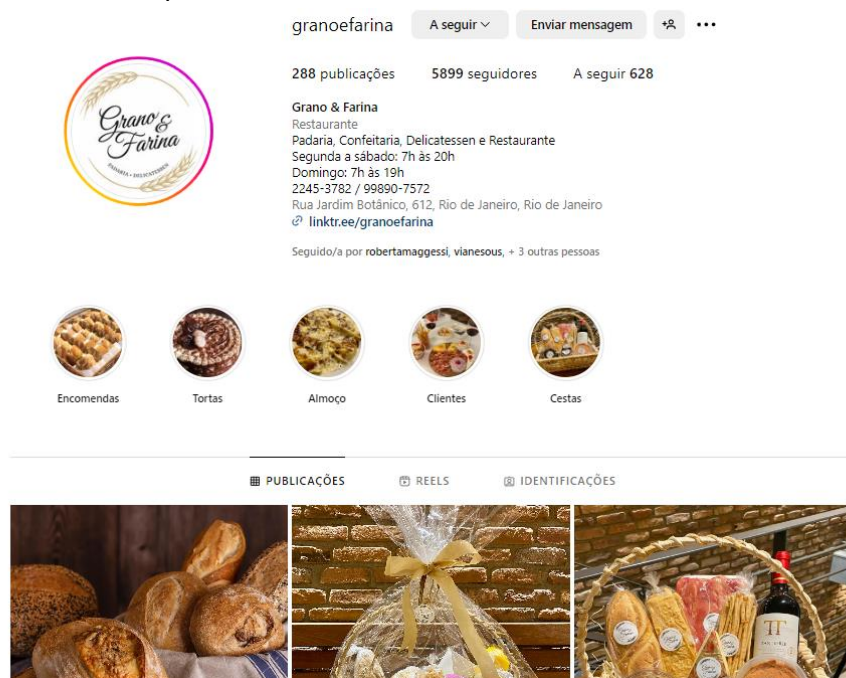 granoefarina A seguir Enviar mensagem
288 publicações 5899 seguidores A seguir 628
Grano & Farina
Restaurante
Padaria, Confeitaria, Delicatessen e Restaurante
Segunda a sábado: 7h às 20h
Domingo: 7h às 19h
2245-3782 / 99890-7572
Rua Jardim Botânico, 612, Rio de Janeiro, Rio de Janeiro
linktr.ee/granoefarina
Seguido/a por robertamaggessi, vianesous, + 3 outras pessoas
Grano &
Farina
PADARIA • DELICATESSEN
Encomendas Tortas Almoço Clientes Cestas
PUBLICAÇÕES REELS IDENTIFICAÇÕES